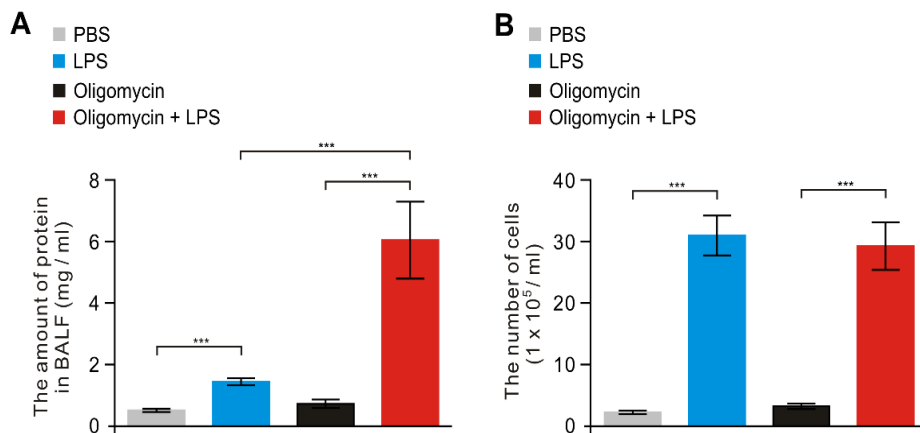 A
PBS
LPS
Oligomycin
Oligomycin + LPS
***
***
***
The amount of protein
in BALF (mg / ml)
8
6
4
2
0
B
PBS
LPS
Oligomycin
Oligomycin + LPS
***
***
The number of cells
(1 x 10⁵ / ml)
40
30
20
10
0